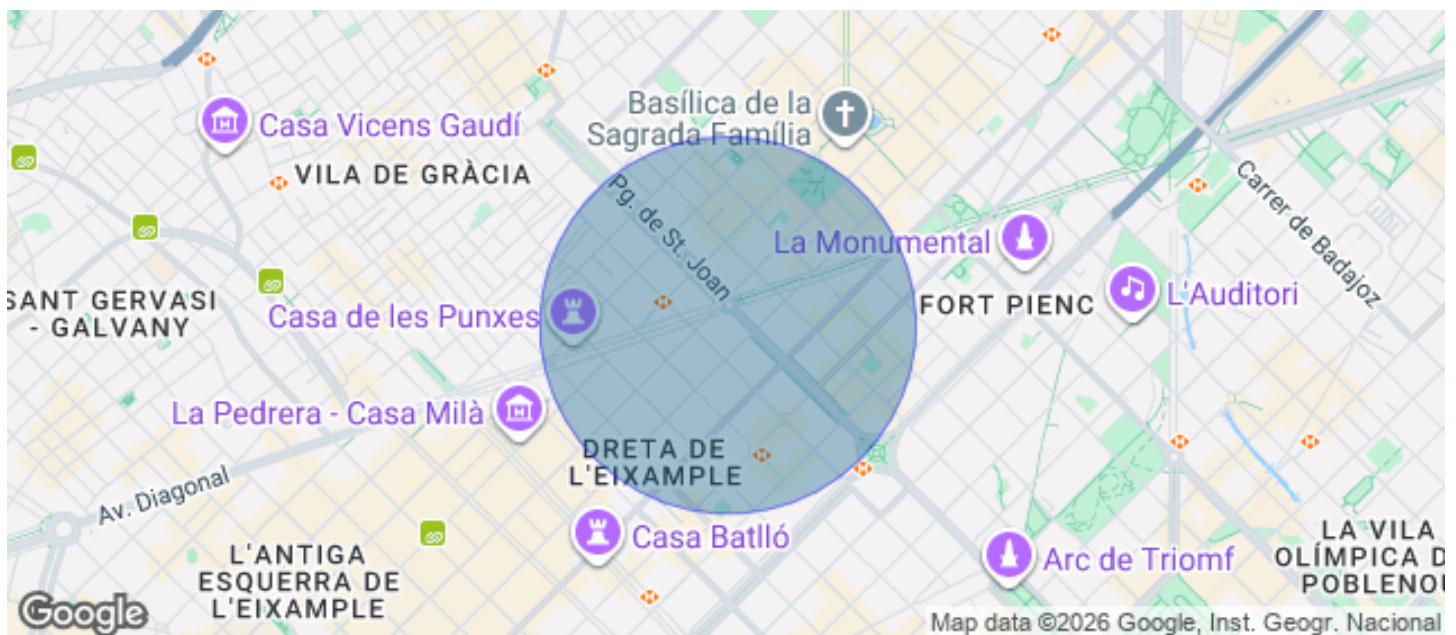 Basílica de la
Sagrada Família
Casa Vicens Gaudí
VILA DE GRÀCIA
Pg. de St. Joan
Carrer de Badajoz
La Monumental
SANT GERVASI
- GALVANY
Casa de les Punxes
FORT PIENC
L'Auditori
La Pedrera - Casa Milà
DRETA DE
L'EIXAMPLE
Av. Diagonal
Casa Batlló
L'ANTIGA
ESQUERRA DE
L'EIXAMPLE
Arc de Triomf
LA VILA
OLÍMPICA D
POBLENOU
Google
Map data ©2026 Google, Inst. Geogr. Nacional